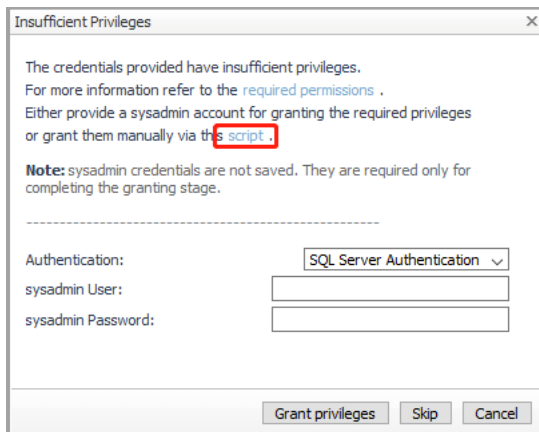 Insufficient Privileges
The credentials provided have insufficient privileges.
For more information refer to the required permissions .
Either provide a sysadmin account for granting the required privileges
or grant them manually via this script .
Note: sysadmin credentials are not saved. They are required only for
completing the granting stage.
-----------------------------------------------------
Authentication: SQL Server Authentication
sysadmin User:
sysadmin Password:
Grant privileges Skip Cancel